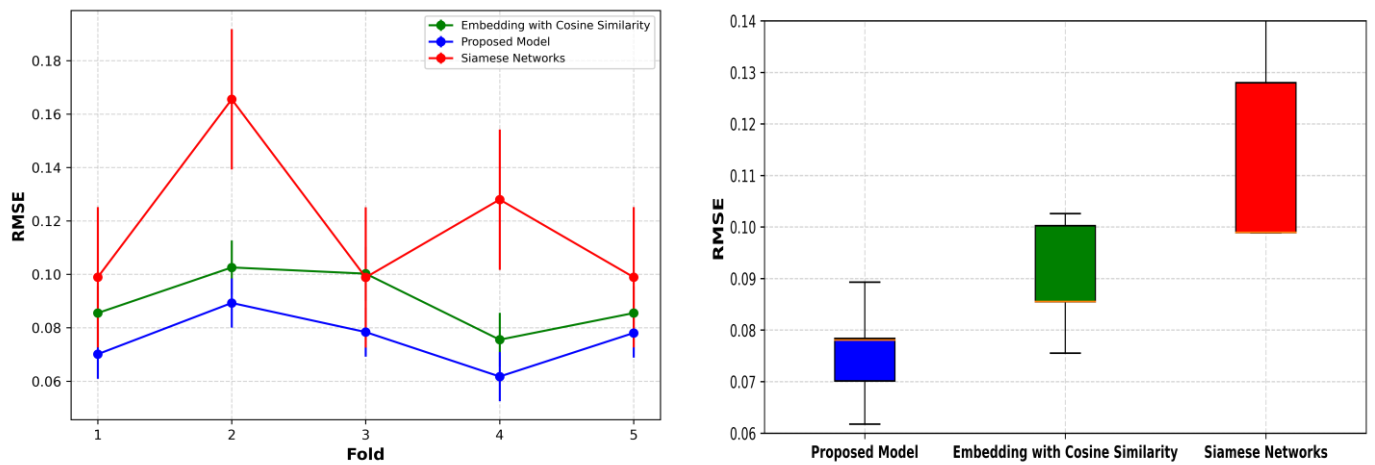 Embedding with Cosine Similarity
Proposed Model
Siamese Networks
0.18
0.16
0.14
0.12
0.10
0.08
0.06
RMSE
1 2 3 4 5
Fold
0.14
0.13
0.12
0.11
0.10
0.09
0.08
0.07
0.06
RMSE
Proposed Model Embedding with Cosine Similarity Siamese Networks